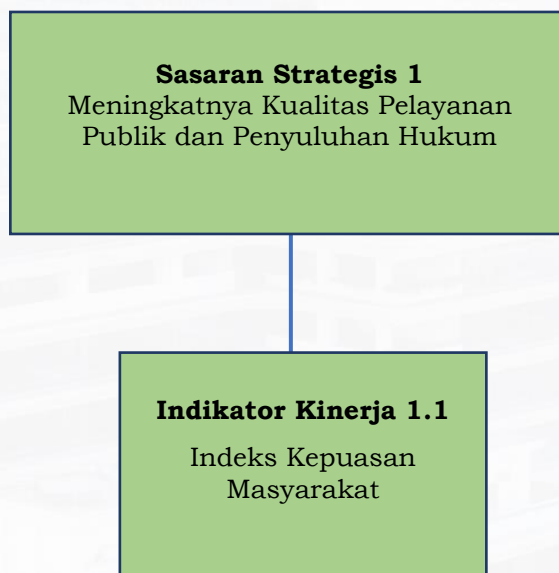 Sasaran Strategis 1
Meningkatnya Kualitas Pelayanan
Publik dan Penyuluhan Hukum
Indikator Kinerja 1.1
Indeks Kepuasan
Masyarakat